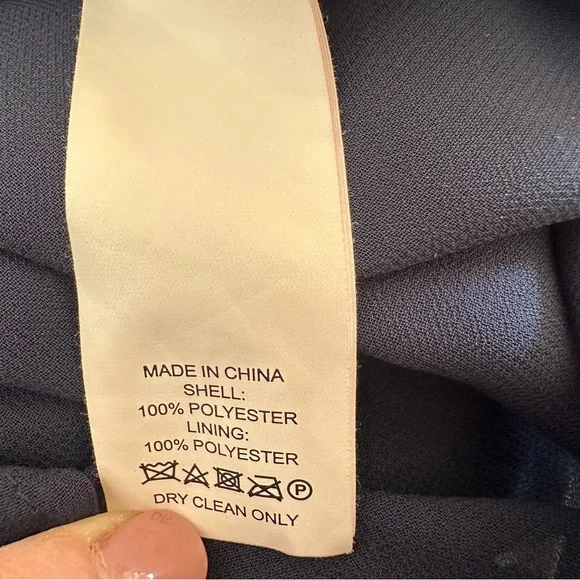 MADE IN CHINA
SHELL:
100% POLYESTER
LINING:
100% POLYESTER
P
DRY CLEAN ONLY